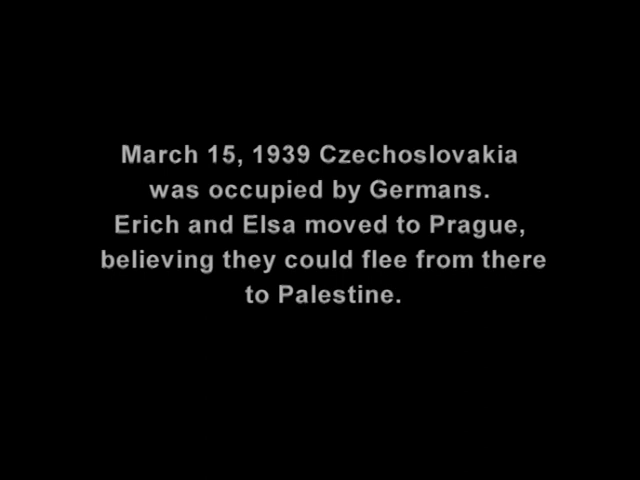 March 15, 1939 Czechoslovakia
was occupied by Germans.
Erich and Elsa moved to Prague,
believing they could flee from there
to Palestine.